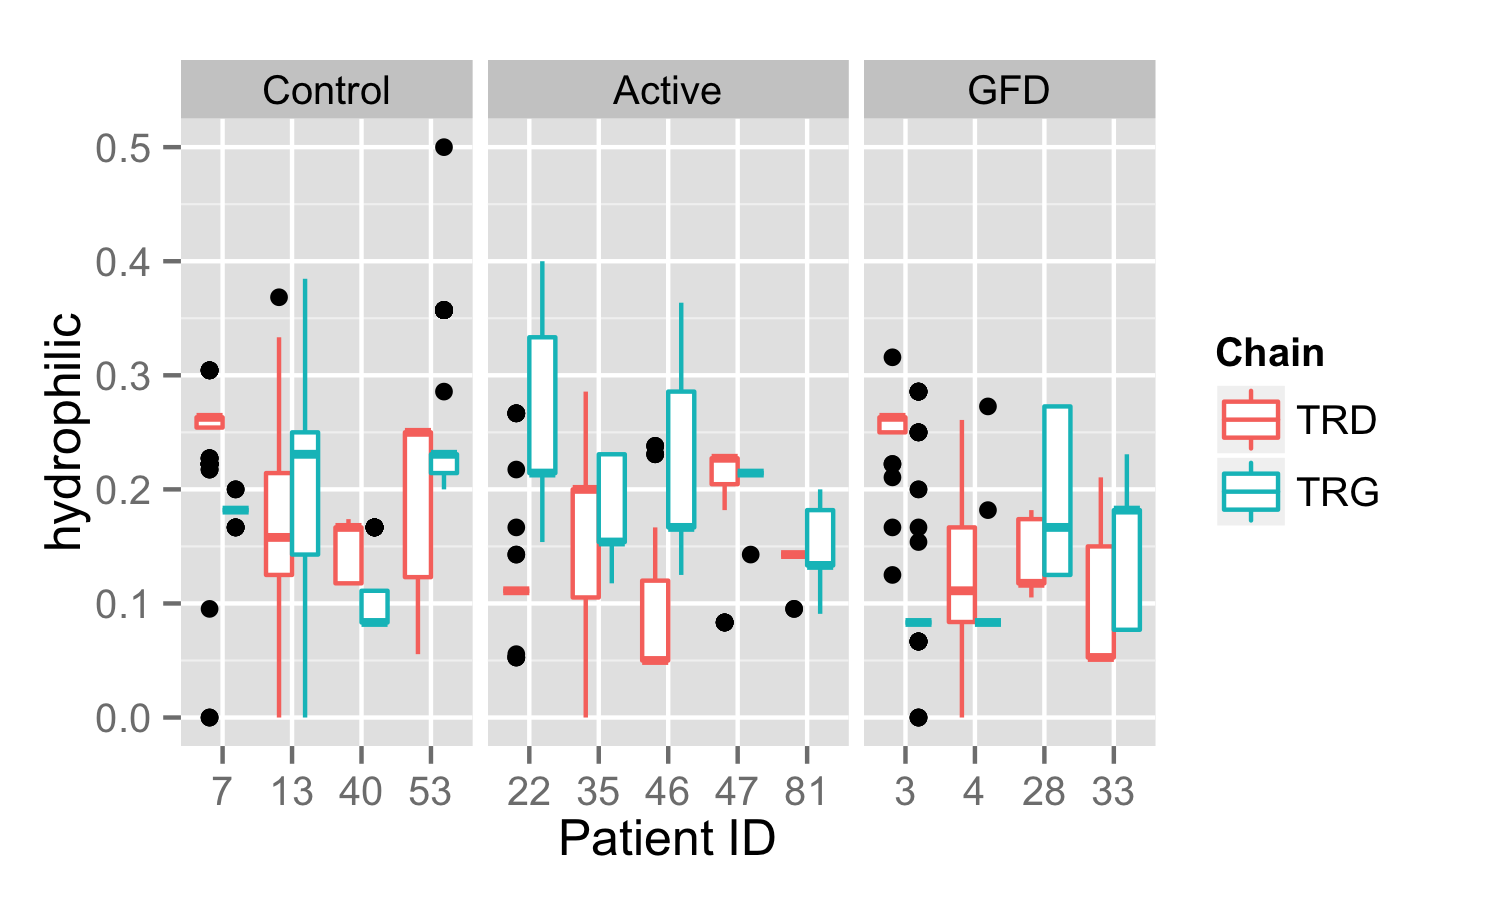 Control Active GFD
0.5
0.4
0.3
0.2
0.1
0.0
hydrophilic
7 13 40 53 22 35 46 47 81 3 4 28 33
Patient ID
Chain
TRD
TRG